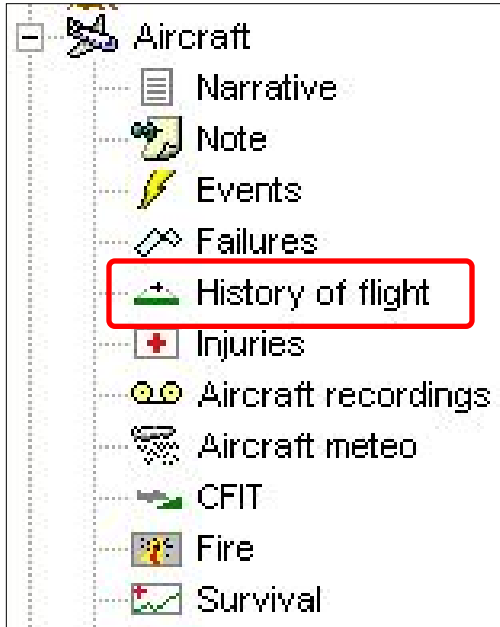 Aircraft
Narrative
Note
Events
Failures
History of flight
Injuries
Aircraft recordings
Aircraft meteo
CFIT
Fire
Survival